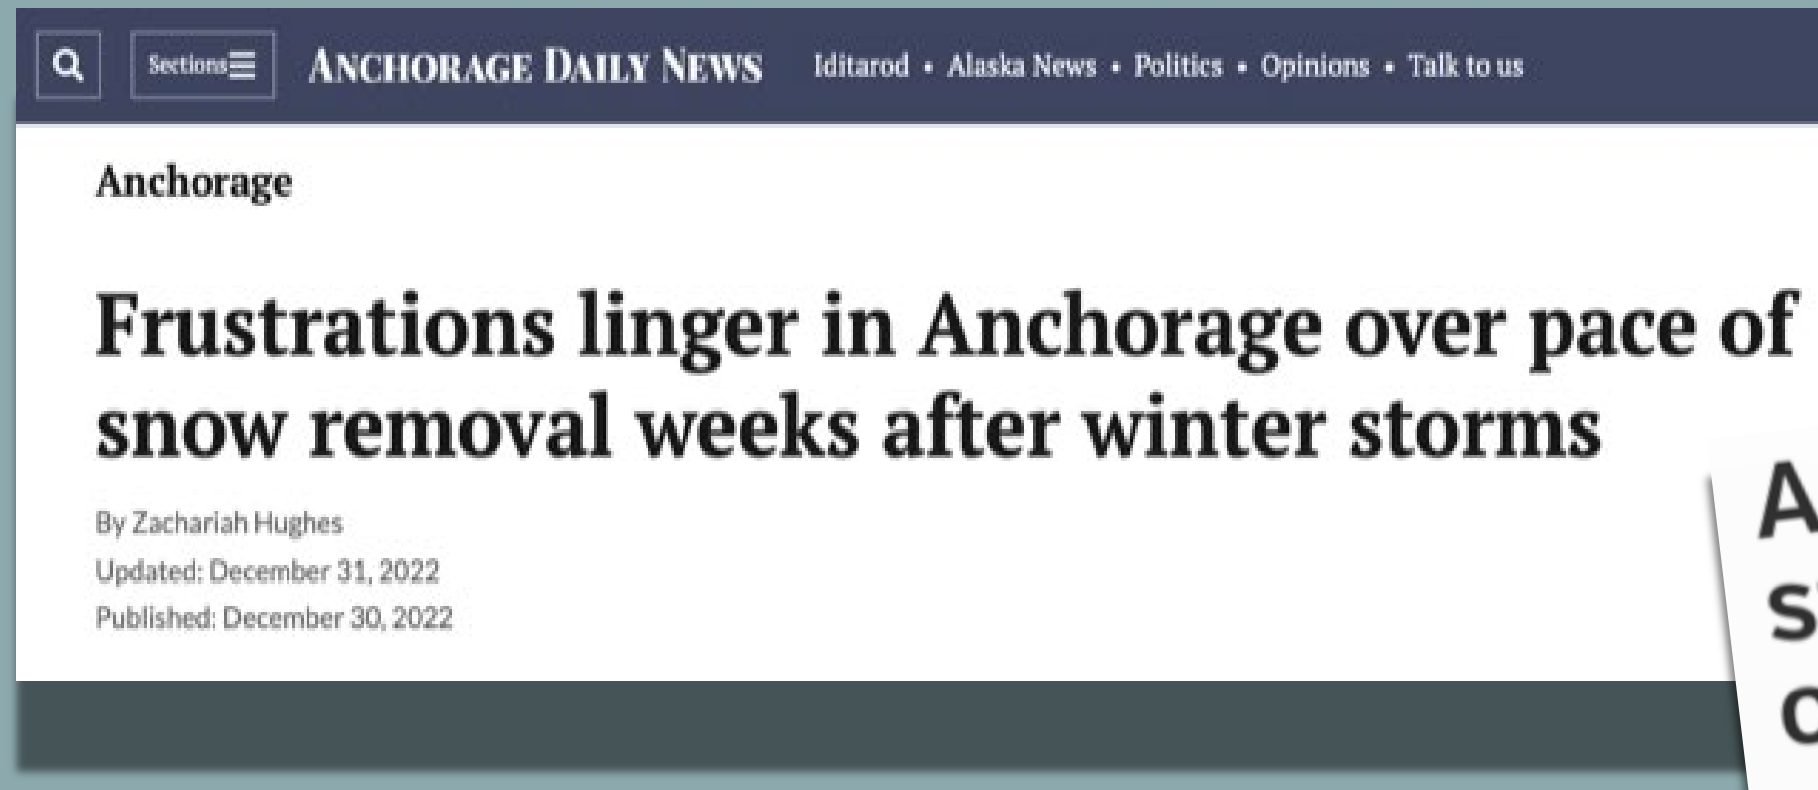 Sections
ANCHORAGE DAILY NEWS
Iditarod • Alaska News • Politics • Opinions • Talk to us
Anchorage
Frustrations linger in Anchorage over pace of
snow removal weeks after winter storms
By Zachariah Hughes
Updated: December 31, 2022
Published: December 30, 2022
A
s
o